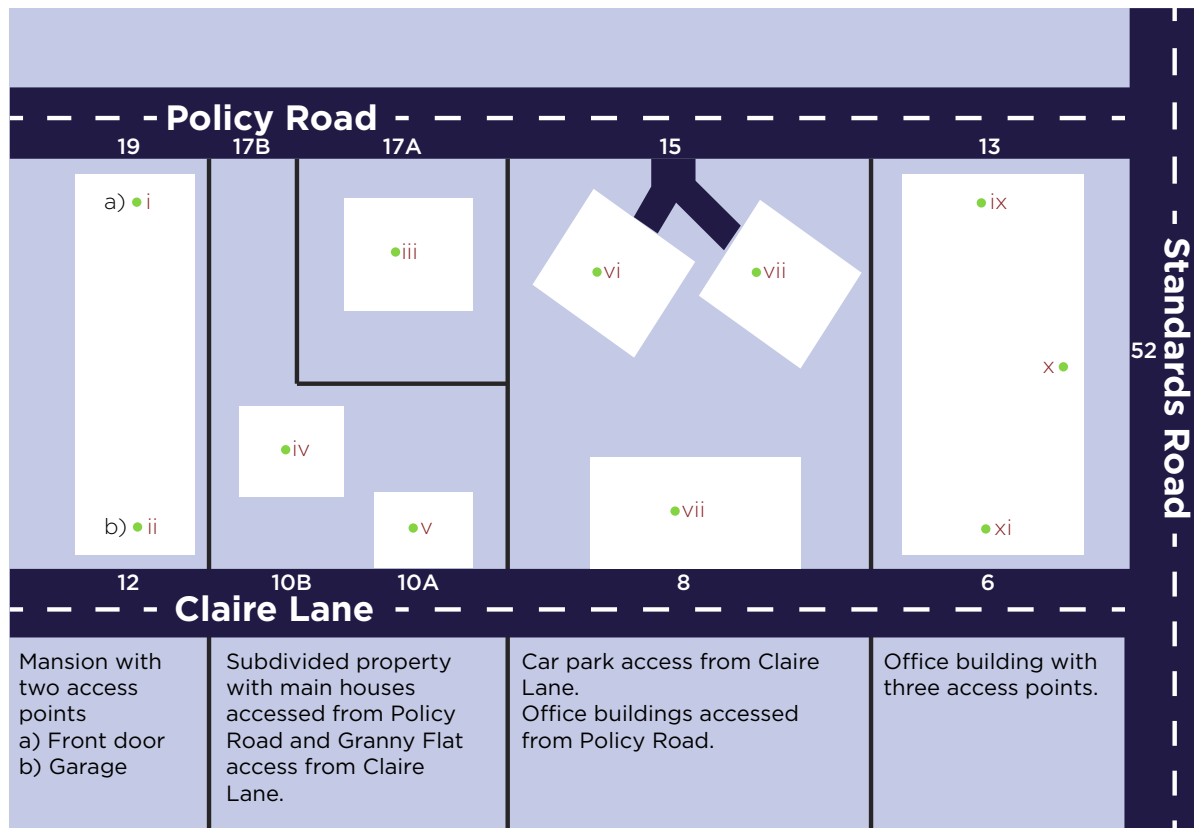 Policy Road
19
17B
17A
15
13
a) i
iii
vi
vii
ix
x
52
Standards Road
iv
b) ii
v
vii
xi
12
10B
10A
8
6
Claire Lane
Mansion with
two access
points
a) Front door
b) Garage
Subdivided property
with main houses
accessed from Policy
Road and Granny Flat
access from Claire
Lane.
Car park access from Claire
Lane.
Office buildings accessed
from Policy Road.
Office building with
three access points.